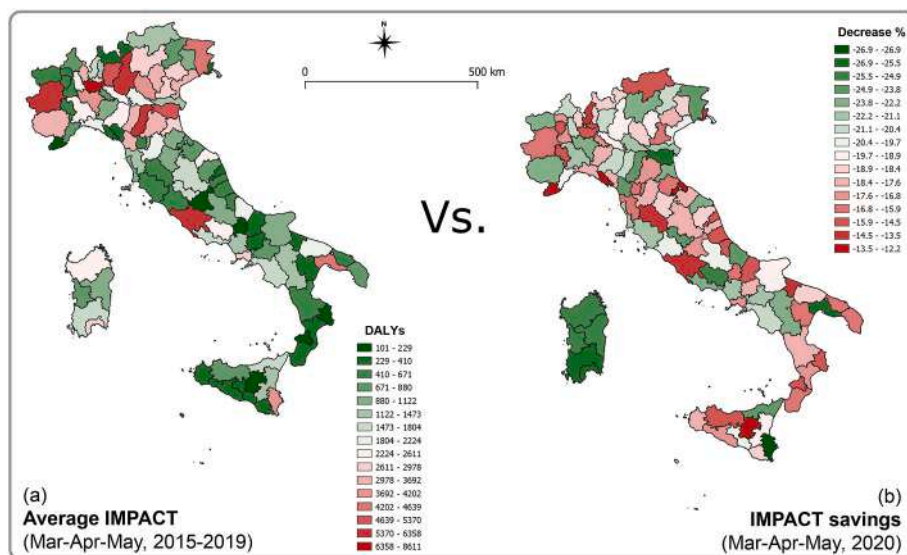 N
0 500 km
Decrease %
-26.9 - -26.9
-26.9 - -25.5
-25.5 - -24.9
-24.9 - -23.8
-23.8 - -22.2
-22.2 - -21.1
-21.1 - -20.4
-20.4 - -19.7
-19.7 - -18.9
-18.9 - -18.4
-18.4 - -17.6
-17.6 - -16.8
-16.8 - -15.9
-15.9 - -14.5
-14.5 - -13.5
-13.5 - -12.2
Vs.
DALYs
101 - 229
229 - 410
410 - 671
671 - 880
880 - 1122
1122 - 1473
1473 - 1804
1804 - 2224
2224 - 2611
2611 - 2978
2978 - 3692
3692 - 4202
4202 - 4639
4639 - 5370
5370 - 6358
6358 - 8611
(a)
Average IMPACT
(Mar-Apr-May, 2015-2019)
(b)
IMPACT savings
(Mar-Apr-May, 2020)